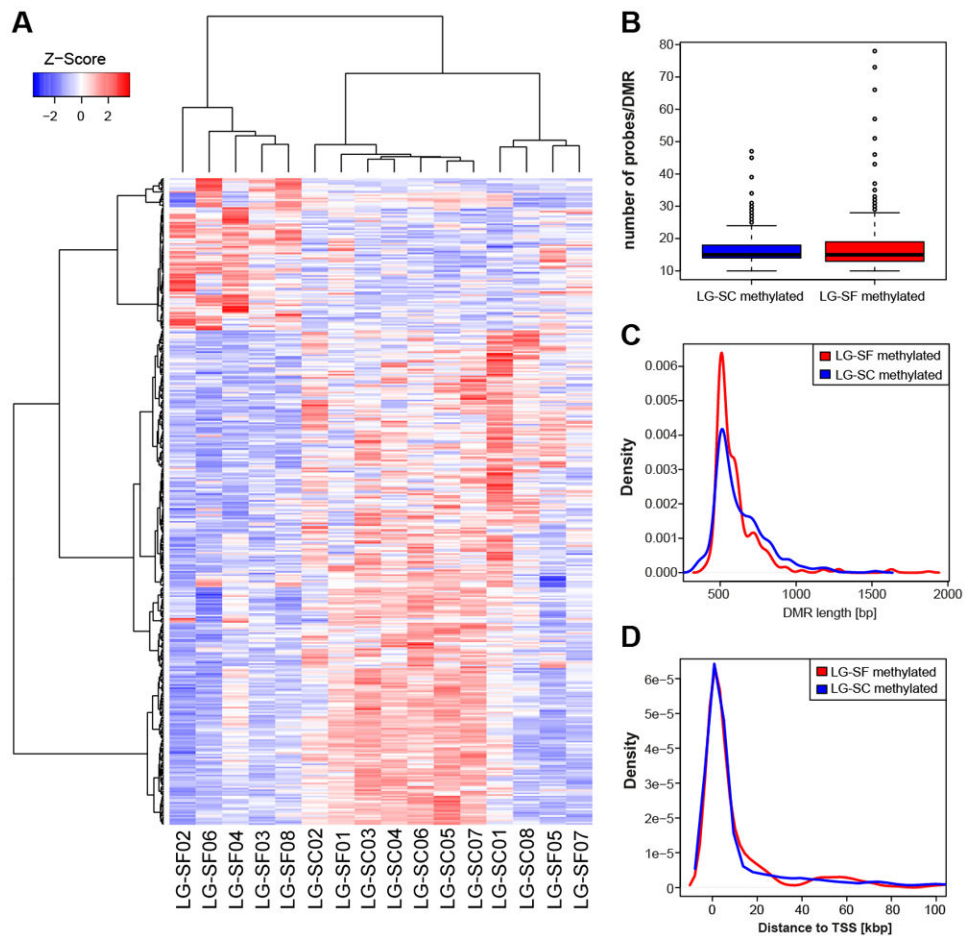 A
Z-Score
-2 0 2
LG-SF02
LG-SF06
LG-SF04
LG-SF03
LG-SF08
LG-SC02
LG-SF01
LG-SC03
LG-SC04
LG-SC06
LG-SC05
LG-SC07
LG-SC01
LG-SC08
LG-SF05
LG-SF07
B
number of probes/DMR
80
70
60
50
40
30
20
10
LG-SC methylated LG-SF methylated
C
LG-SF methylated
LG-SC methylated
Density
0.006
0.005
0.004
0.003
0.002
0.001
0.000
500 1000 1500 2000
DMR length [bp]
D
LG-SF methylated
LG-SC methylated
Density
6e-5
5e-5
4e-5
3e-5
2e-5
1e-5
0
0 20 40 60 80 100
Distance to TSS [kbp]